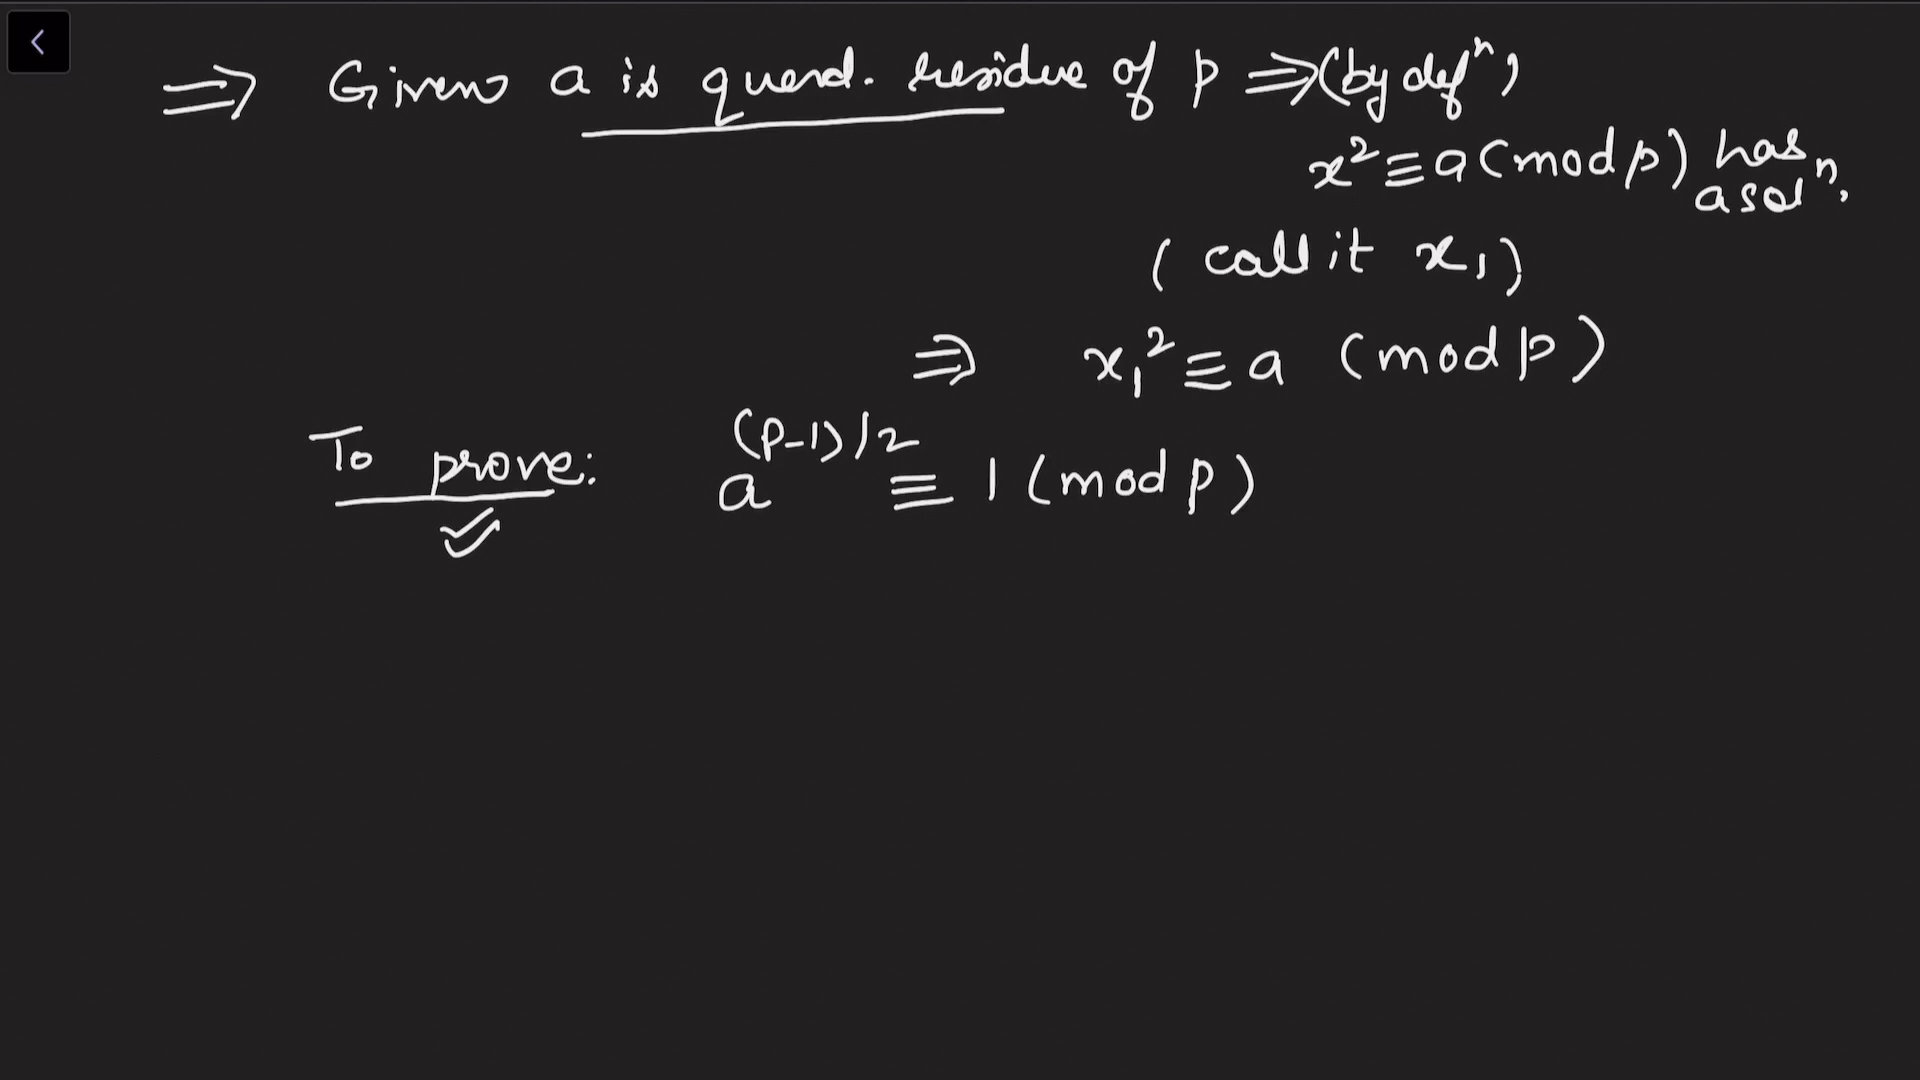 ⇒ Given a is quad. residue of p ⇒ (by defⁿ)
x² ≡ a (mod p) has a solⁿ.
(call it x₁)
⇒ x₁² ≡ a (mod p)
To prove: a^(p-1)/2 ≡ 1 (mod p)